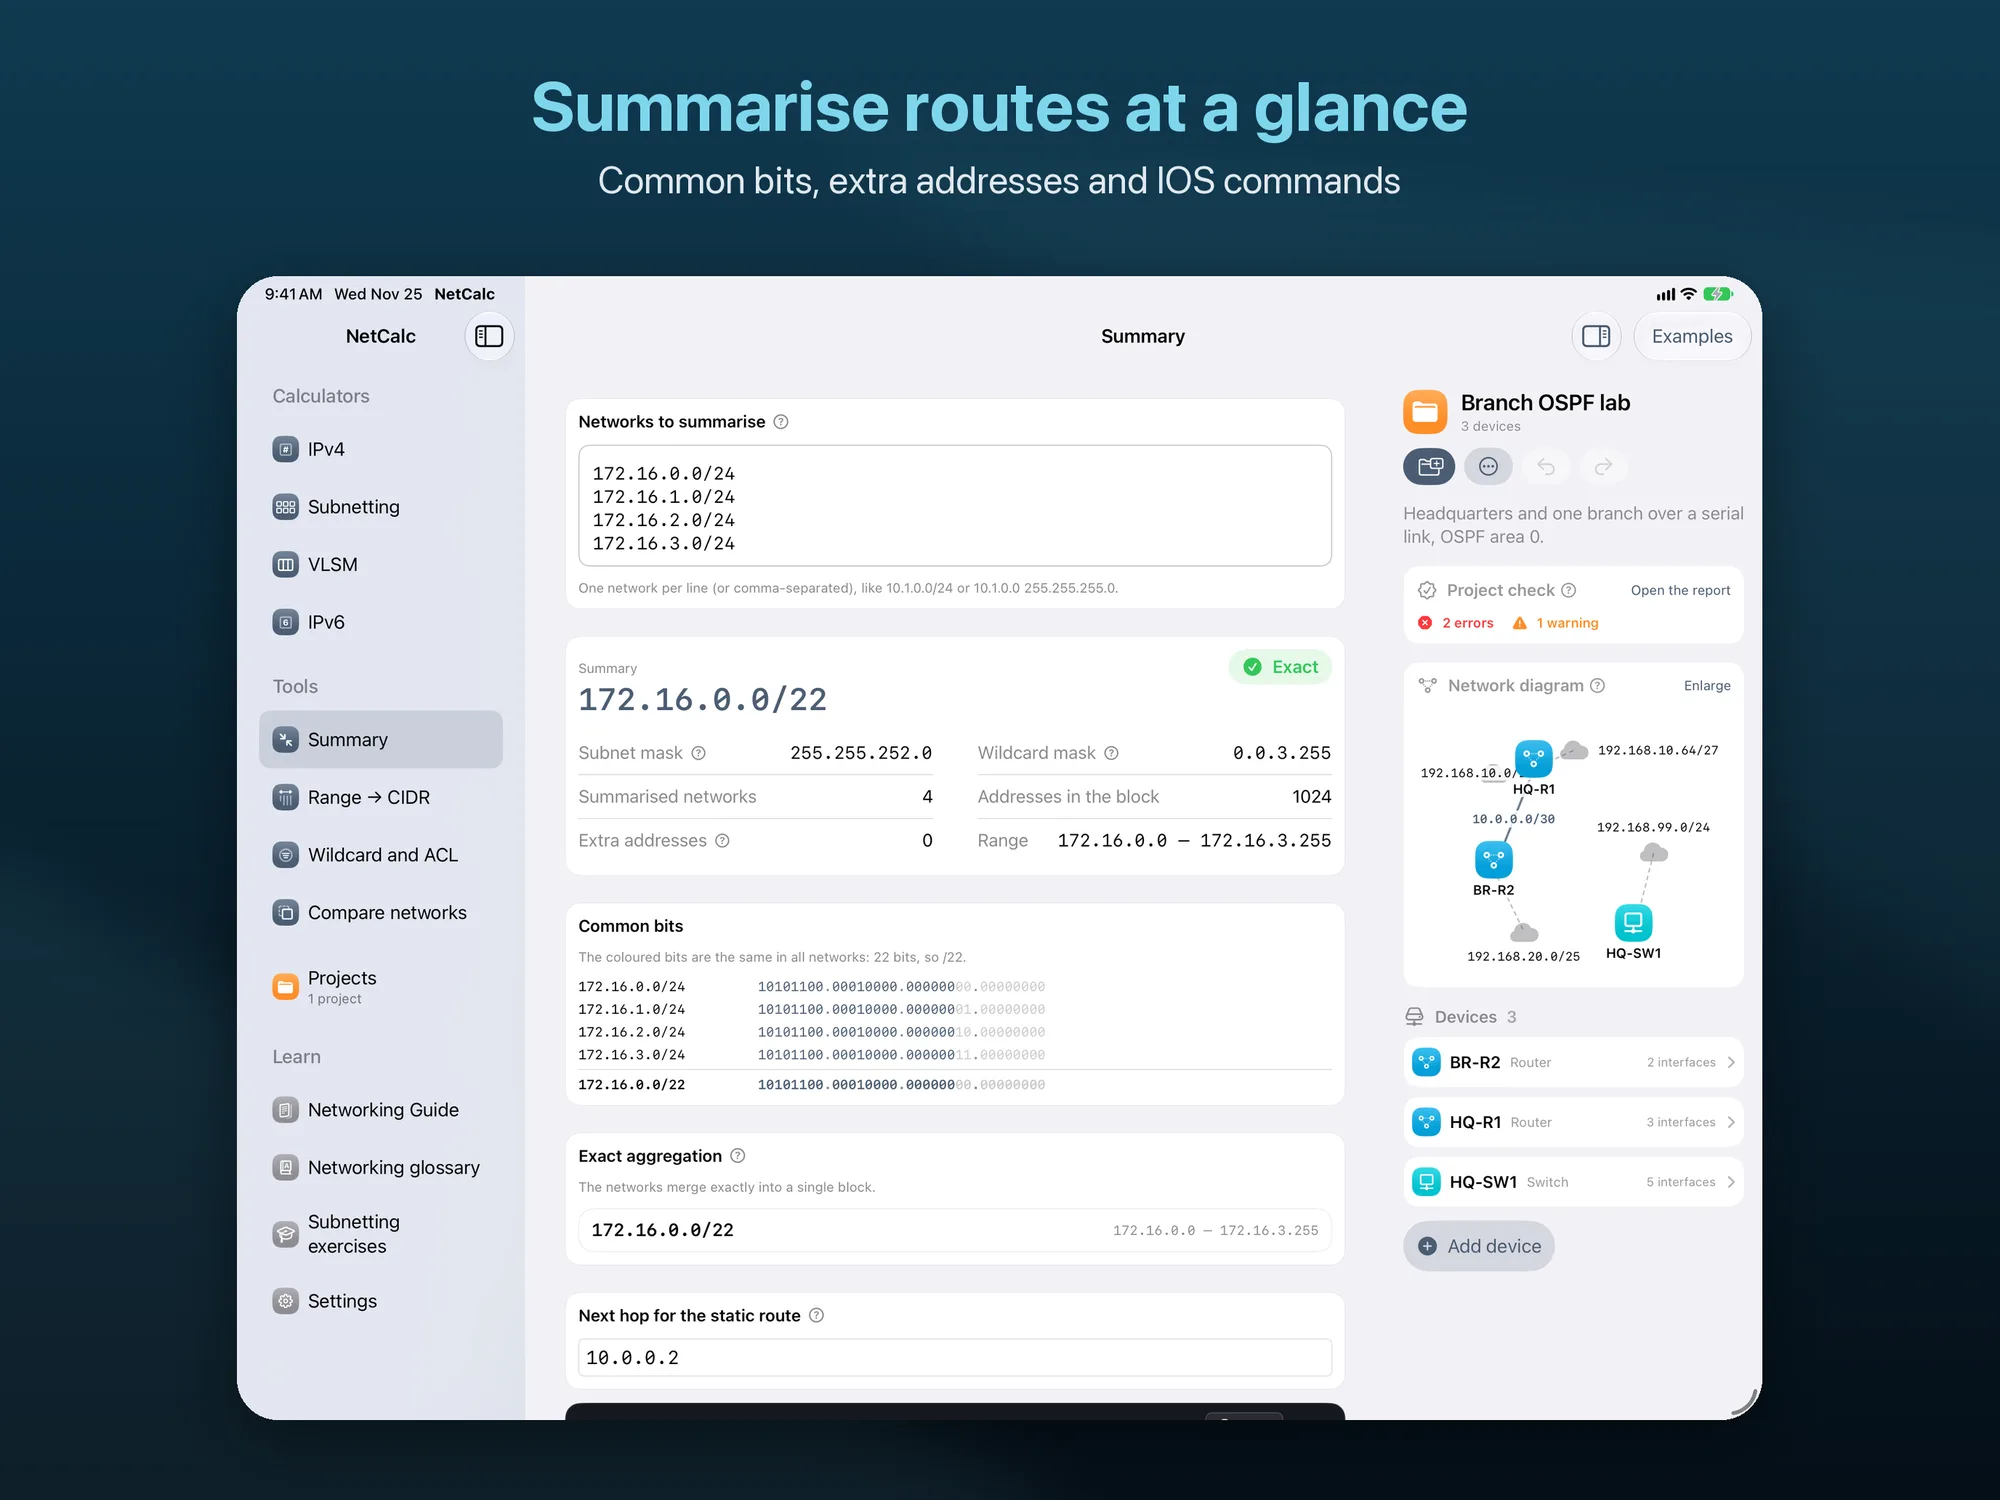 Summarise routes at a glance
Common bits, extra addresses and IOS commands
9:41 AM Wed Nov 25 NetCalc
NetCalc
Calculators
IPv4
Subnetting
VLSM
IPv6
Tools
Summary
Range → CIDR
Wildcard and ACL
Compare networks
Projects
1 project
Learn
Networking Guide
Networking glossary
Subnetting
exercises
Settings
Summary
Examples
Networks to summarise
172.16.0.0/24
172.16.1.0/24
172.16.2.0/24
172.16.3.0/24
One network per line (or comma-separated), like 10.1.0.0/24 or 10.1.0.0 255.255.255.0.
Summary
Exact
172.16.0.0/22
Subnet mask 255.255.252.0
Wildcard mask 0.0.3.255
Summarised networks 4
Addresses in the block 1024
Extra addresses 0
Range 172.16.0.0 – 172.16.3.255
Common bits
The coloured bits are the same in all networks: 22 bits, so /22.
172.16.0.0/24 10101100.00010000.00000000.00000000
172.16.1.0/24 10101100.00010000.00000001.00000000
172.16.2.0/24 10101100.00010000.00000010.00000000
172.16.3.0/24 10101100.00010000.00000011.00000000
172.16.0.0/22 10101100.00010000.00000000.00000000
Exact aggregation
The networks merge exactly into a single block.
172.16.0.0/22 172.16.0.0 – 172.16.3.255
Next hop for the static route
10.0.0.2
Branch OSPF lab
3 devices
Headquarters and one branch over a serial
link, OSPF area 0.
Project check
Open the report
2 errors 1 warning
Network diagram
Enlarge
192.168.10.64/27
192.168.10.0/
HQ-R1
10.0.0.0/30
192.168.99.0/24
BR-R2
HQ-SW1
192.168.20.0/25
Devices 3
BR-R2 Router 2 interfaces
HQ-R1 Router 3 interfaces
HQ-SW1 Switch 5 interfaces
Add device